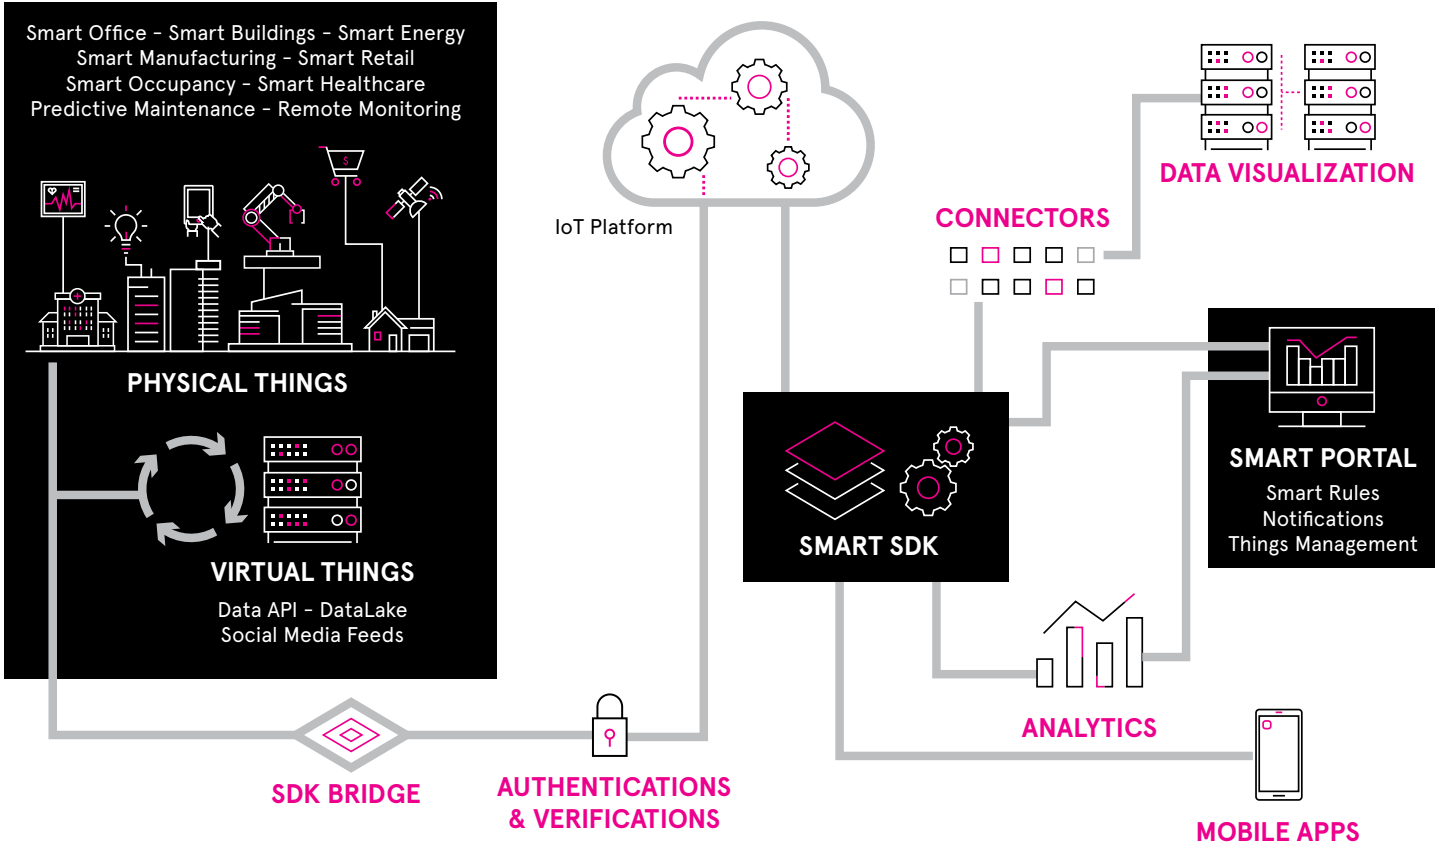 Smart Office - Smart Buildings - Smart Energy
Smart Manufacturing - Smart Retail
Smart Occupancy - Smart Healthcare
Predictive Maintenance - Remote Monitoring
$
PHYSICAL THINGS
VIRTUAL THINGS
Data API - DataLake
Social Media Feeds
SDK BRIDGE
AUTHENTICATIONS
& VERIFICATIONS
IoT Platform
CONNECTORS
DATA VISUALIZATION
SMART SDK
SMART PORTAL
Smart Rules
Notifications
Things Management
ANALYTICS
MOBILE APPS